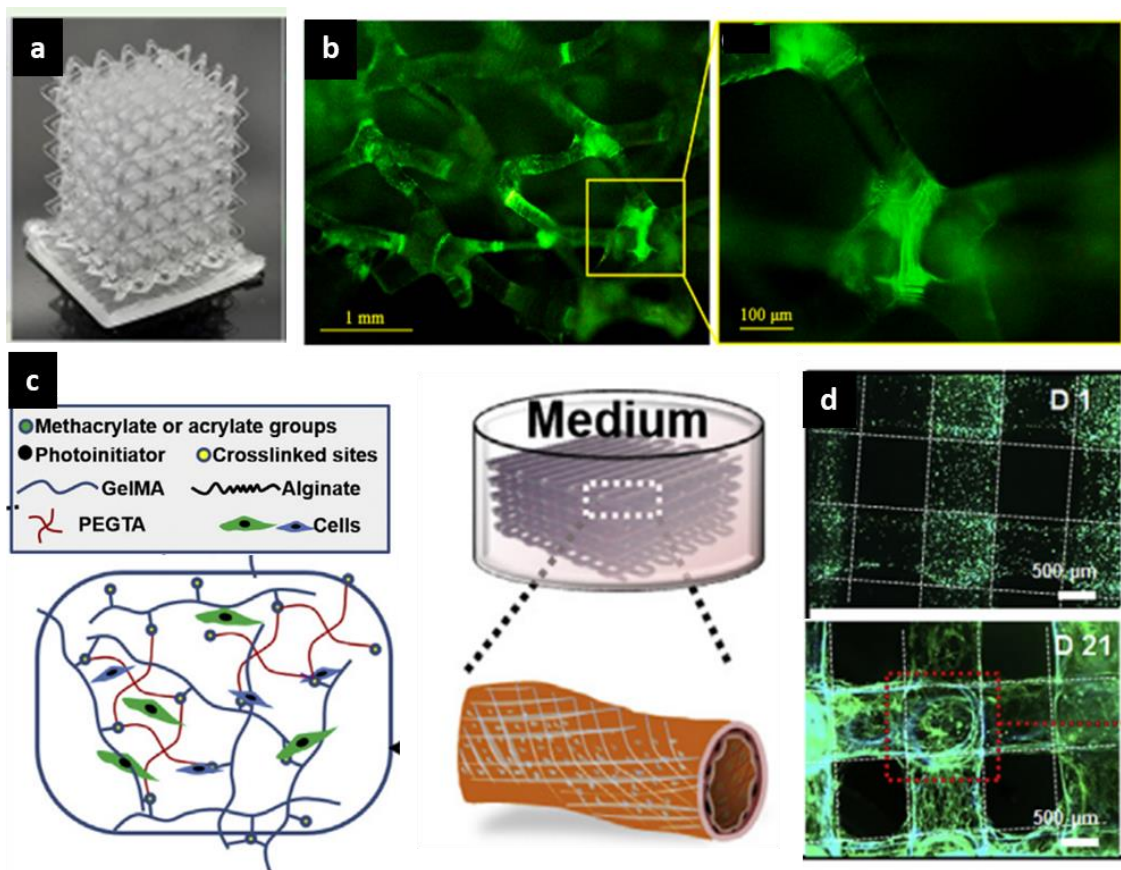 a
b
1 mm
100 μm
c
Methacrylate or acrylate groups
Photoinitiator
Crosslinked sites
GelMA
Alginate
PEGTA
Cells
Medium
d
D 1
500 μm
D 21
500 μm